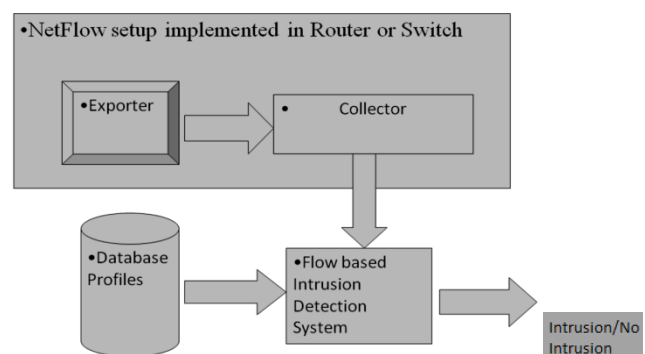 •NetFlow setup implemented in Router or Switch
•Exporter
• Collector
•Database
Profiles
•Flow based
Intrusion
Detection
System
Intrusion/No
Intrusion